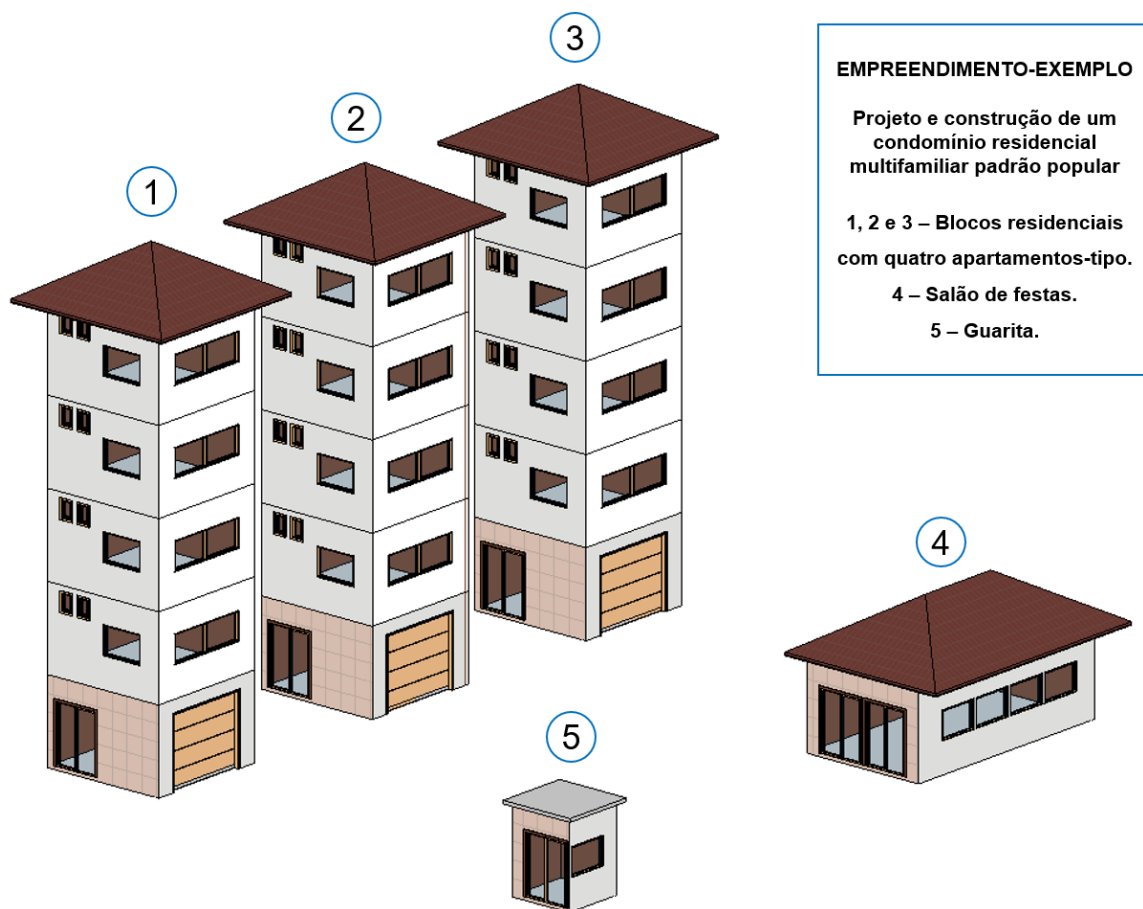 3
2
1
EMPREENDIMENTO-EXEMPLO
Projeto e construção de um
condomínio residencial
multifamiliar padrão popular
1, 2 e 3 – Blocos residenciais
com quatro apartamentos-tipo.
4 – Salão de festas.
5 – Guarita.
4
5